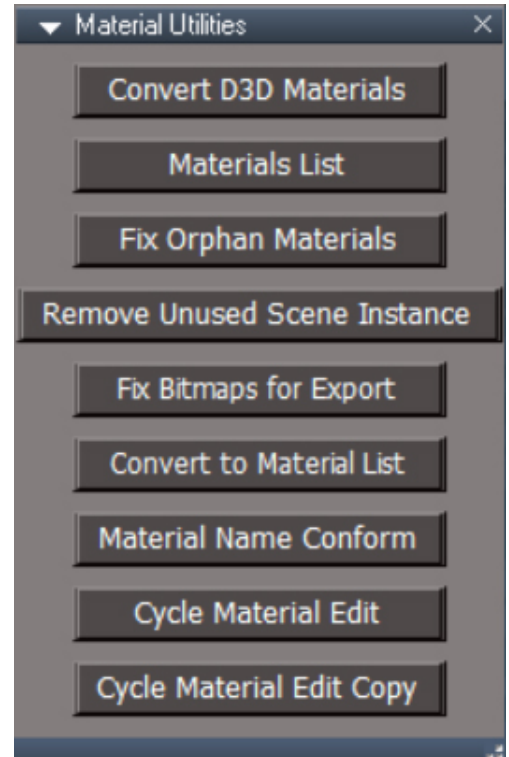 Material Utilities
Convert D3D Materials
Materials List
Fix Orphan Materials
Remove Unused Scene Instance
Fix Bitmaps for Export
Convert to Material List
Material Name Conform
Cycle Material Edit
Cycle Material Edit Copy